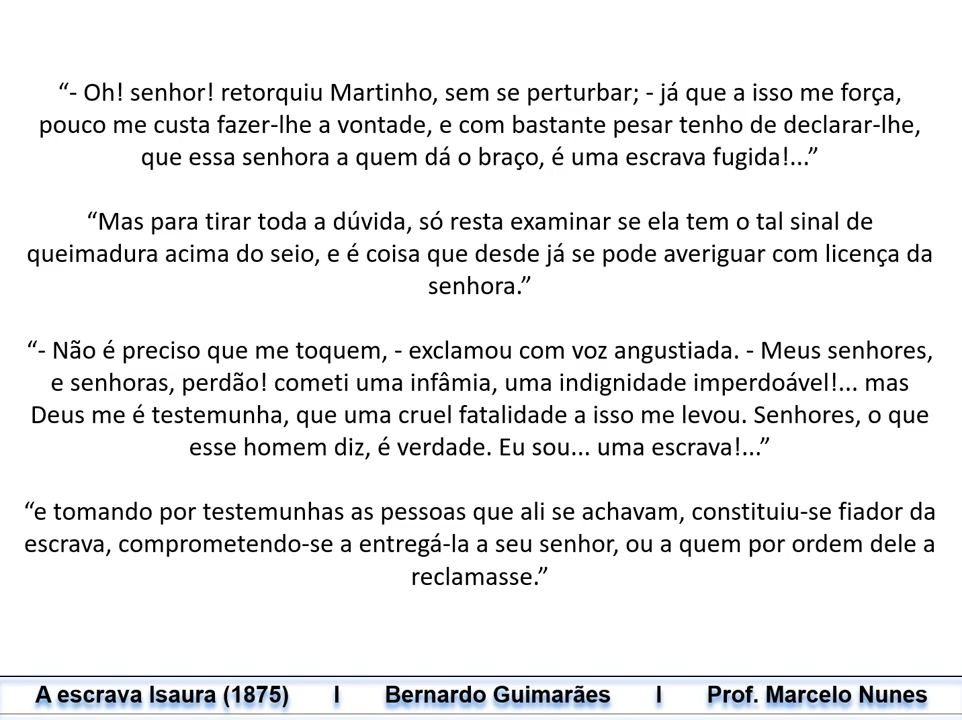 “- Oh! senhor! retorquiu Martinho, sem se perturbar; - já que a isso me força,
pouco me custa fazer-lhe a vontade, e com bastante pesar tenho de declarar-lhe,
que essa senhora a quem dá o braço, é uma escrava fugida!...”
“Mas para tirar toda a dúvida, só resta examinar se ela tem o tal sinal de
queimadura acima do seio, e é coisa que desde já se pode averiguar com licença da
senhora.”
“- Não é preciso que me toquem, - exclamou com voz angustiada. - Meus senhores,
e senhoras, perdão! cometi uma infâmia, uma indignidade imperdoável!... mas
Deus me é testemunha, que uma cruel fatalidade a isso me levou. Senhores, o que
esse homem diz, é verdade. Eu sou... uma escrava!...”
“e tomando por testemunhas as pessoas que ali se achavam, constituiu-se fiador da
escrava, comprometendo-se a entregá-la a seu senhor, ou a quem por ordem dele a
reclamasse.”
A escrava Isaura (1875) I Bernardo Guimarães I Prof. Marcelo Nunes